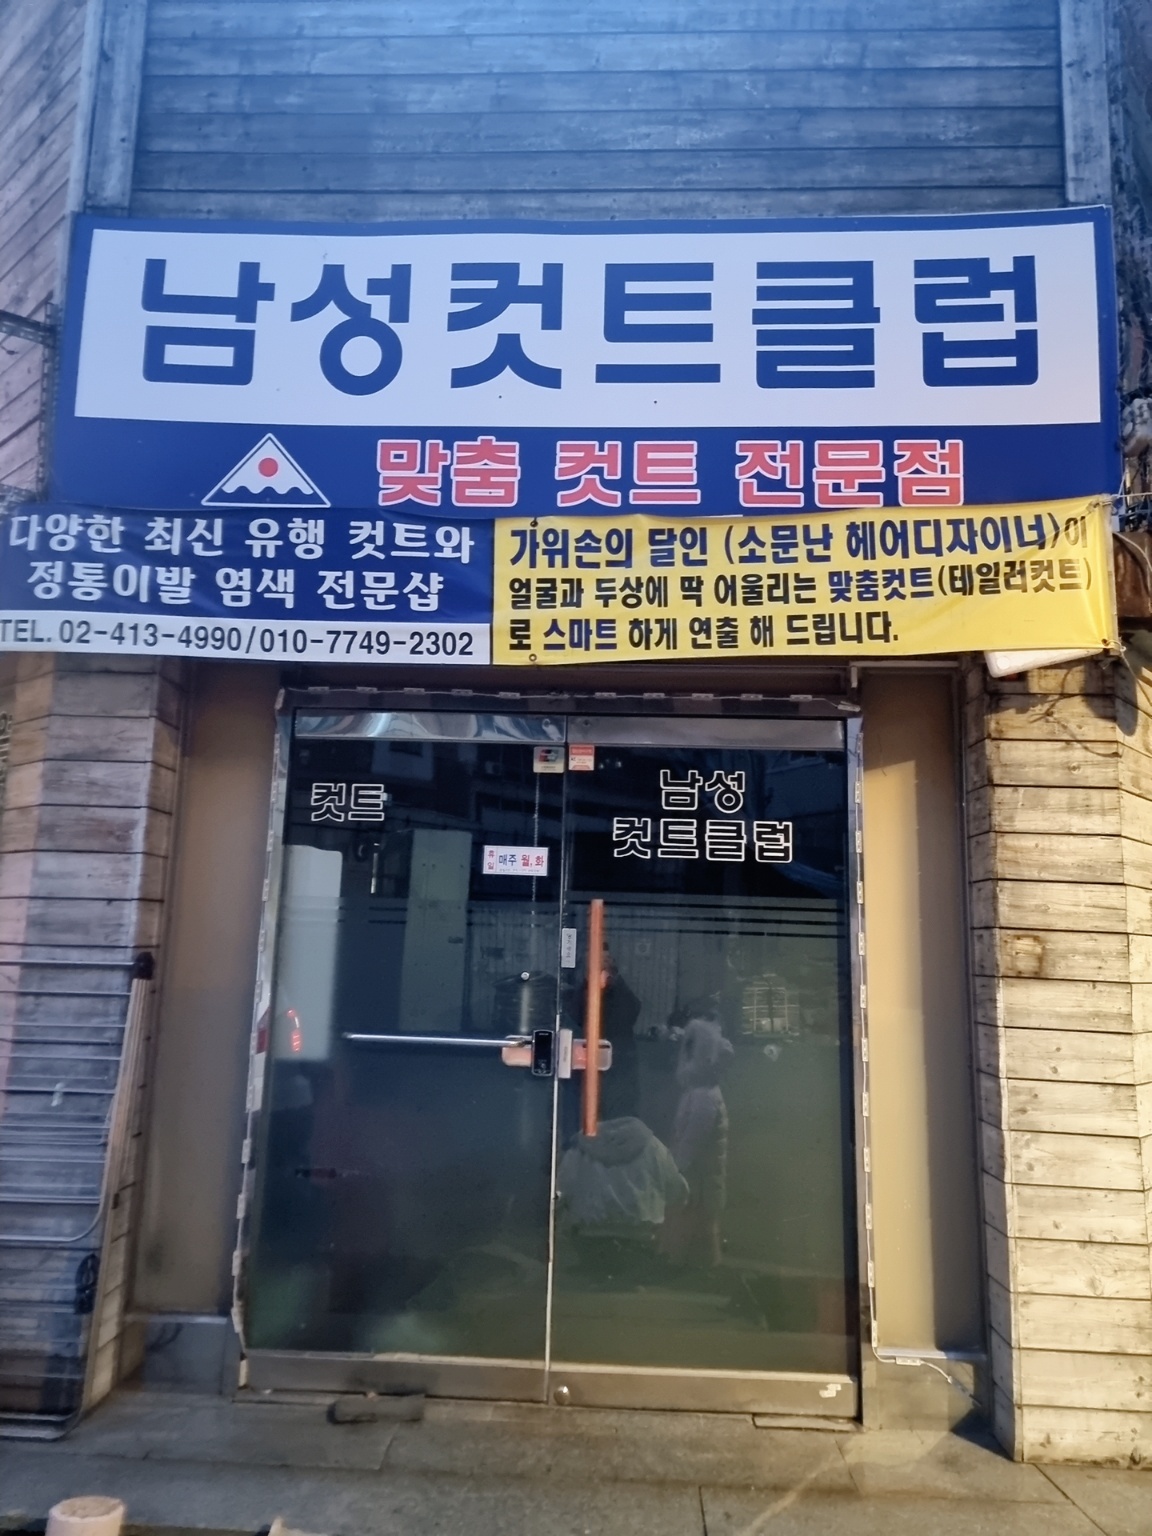 남성컷트클럽
맞춤 컷트 전문점
다양한 최신 유행 컷트와
정통이발 염색 전문샵
TEL. 02-413-4990/010-7749-2302
가위손의 달인 (소문난 헤어디자이너)이
얼굴과 두상에 딱 어울리는 맞춤컷트(테일러컷트)
로 스마트 하게 연출 해 드립니다.
컷트
남성
컷트클럽
휴일 매주 월,화